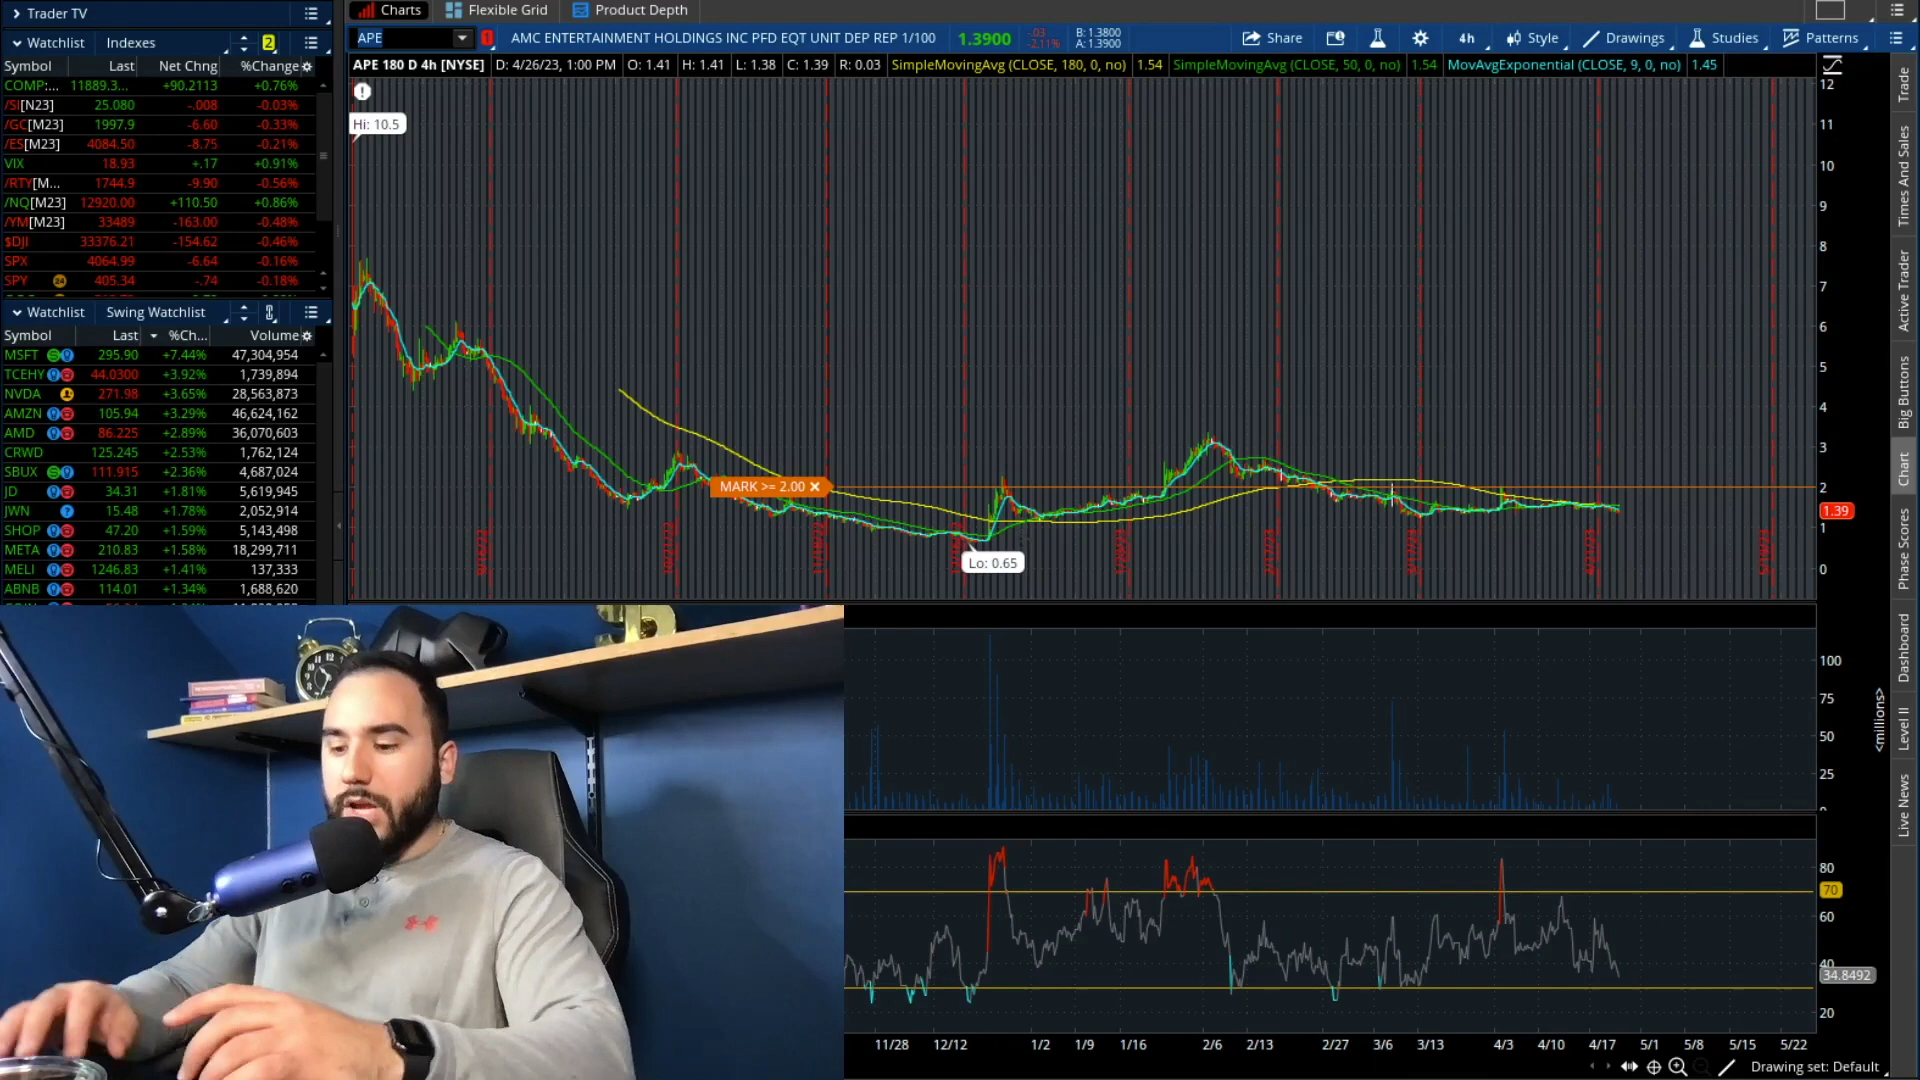 Trader TV
Watchlist Indexes 2
Symbol Last Net Chng %Change
COMP:... 11889.3... +90.2113 +0.76%
/SI[N23] 25.080 -.008 -0.03%
/GC[M23] 1997.9 -6.60 -0.33%
/ES[M23] 4084.50 -8.75 -0.21%
VIX 18.93 +.17 +0.91%
/RTY[M... 1744.9 -9.90 -0.56%
/NQ[M23] 12920.00 +110.50 +0.86%
/YM[M23] 33489 -163.00 -0.48%
$DJI 33376.21 -154.62 -0.46%
SPX 4064.99 -6.64 -0.16%
SPY 24 405.34 -.74 -0.18%
Watchlist Swing Watchlist
Symbol Last %Ch... Volume
MSFT 295.90 +7.44% 47,304,954
TCEHY 44.0300 +3.92% 1,739,894
NVDA 271.98 +3.65% 28,563,873
AMZN 105.94 +3.29% 46,624,162
AMD 86.225 +2.89% 36,070,603
CRWD 125.245 +2.53% 1,762,124
SBUX 111.915 +2.36% 4,687,024
JD 34.31 +1.81% 5,619,945
JWN 15.48 +1.78% 2,052,914
SHOP 47.20 +1.59% 5,143,498
META 210.83 +1.58% 18,299,711
MELI 1246.83 +1.41% 137,333
ABNB 114.01 +1.34% 1,688,620
Charts Flexible Grid Product Depth
APE 1 AMC ENTERTAINMENT HOLDINGS INC PFD EQT UNIT DEP REP 1/100 1.3900 -.03 -2.11% B: 1.3800 A: 1.3900 Share 4h Style Drawings Studies Patterns
APE 180 D 4h [NYSE] D: 4/26/23, 1:00 PM O: 1.41 H: 1.41 L: 1.38 C: 1.39 R: 0.03 SimpleMovingAvg (CLOSE, 180, 0, no) 1.54 SimpleMovingAvg (CLOSE, 50, 0, no) 1.54 MovAvgExponential (CLOSE, 9, 0, no) 1.45
Hi: 10.5
MARK >= 2.00
Lo: 0.65
12
11
10
9
8
7
6
5
4
3
2
1.39
1
0
100
75
50
25
<millions>
80
70
60
40
34.8492
20
11/28 12/12 1/2 1/9 1/16 2/6 2/13 2/27 3/6 3/13 4/3 4/10 4/17 5/1 5/8 5/15 5/22
Drawing set: Default
Trade
Times And Sales
Active Trader
Big Buttons
Chart
Phase Scores
Dashboard
Level II
Live News